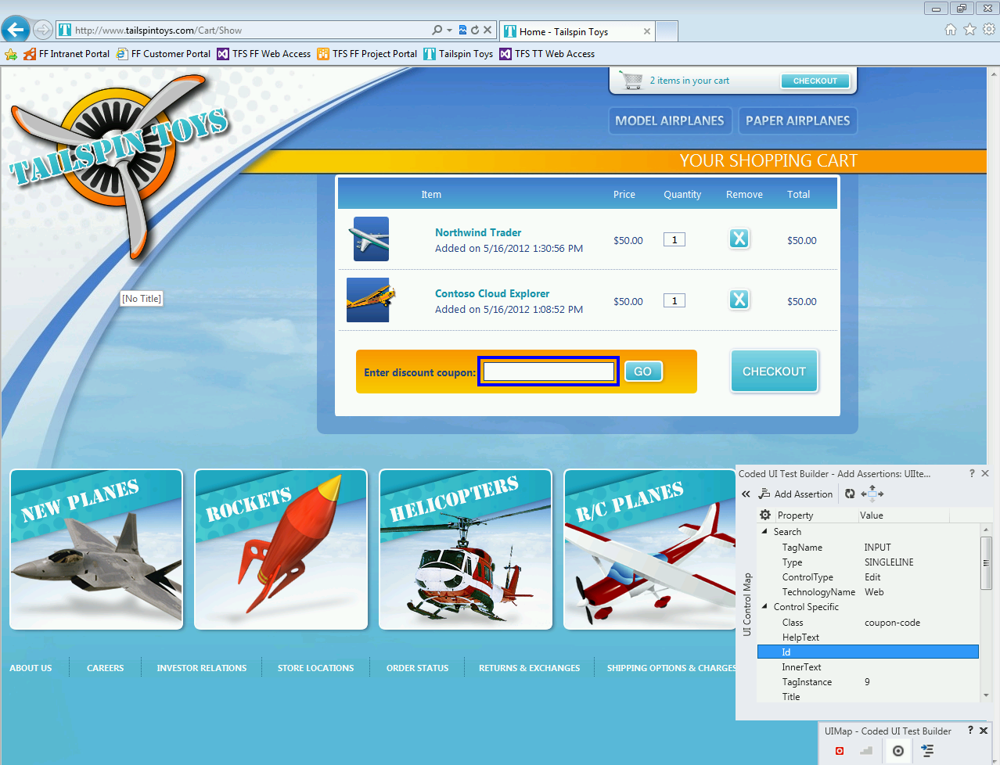 http://www.tailspintoys.com/Cart/Show
Home - Tailspin Toys
FF Intranet Portal
FF Customer Portal
TFS FF Web Access
TFS FF Project Portal
Tailspin Toys
TFS TT Web Access
2 items in your cart
CHECKOUT
MODEL AIRPLANES
PAPER AIRPLANES
TAILSPIN TOYS
YOUR SHOPPING CART
Item Price Quantity Remove Total
Northwind Trader
Added on 5/16/2012 1:30:56 PM
$50.00 1 X $50.00
[No Title]
Contoso Cloud Explorer
Added on 5/16/2012 1:08:52 PM
$50.00 1 X $50.00
Enter discount coupon:
GO
CHECKOUT
NEW PLANES
ROCKETS
HELICOPTERS
R/C PLANES
ABOUT US
CAREERS
INVESTOR RELATIONS
STORE LOCATIONS
ORDER STATUS
RETURNS & EXCHANGES
SHIPPING OPTIONS & CHARGES
Coded UI Test Builder - Add Assertions: UIIte...
Add Assertion
UI Control Map
Property Value
Search
TagName INPUT
Type SINGLELINE
ControlType Edit
TechnologyName Web
Control Specific
Class coupon-code
HelpText
Id
InnerText
TagInstance 9
Title
UIMap - Coded UI Test Builder